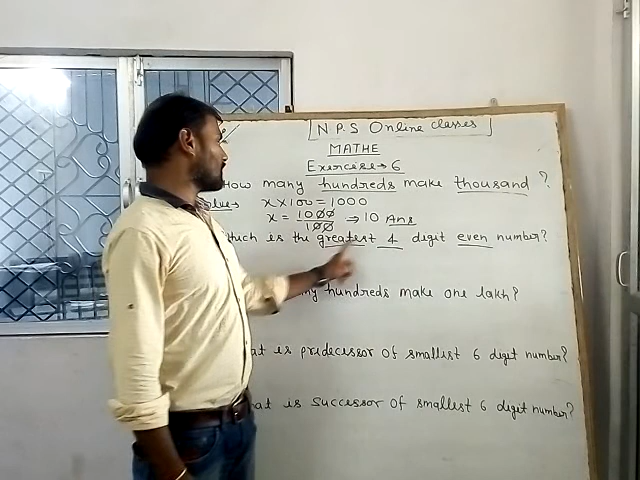 N P.S Online classes
MATHE
Exercise→6
How many hundreds make thousand ?
x × 100 = 1000
x = 1000/100 ⇒ 10 Ans
is the greatest 4 digit even number?
hundreds make one lakh?
is predecessor of smallest 6 digit number?
is successor of smallest 6 digit number?